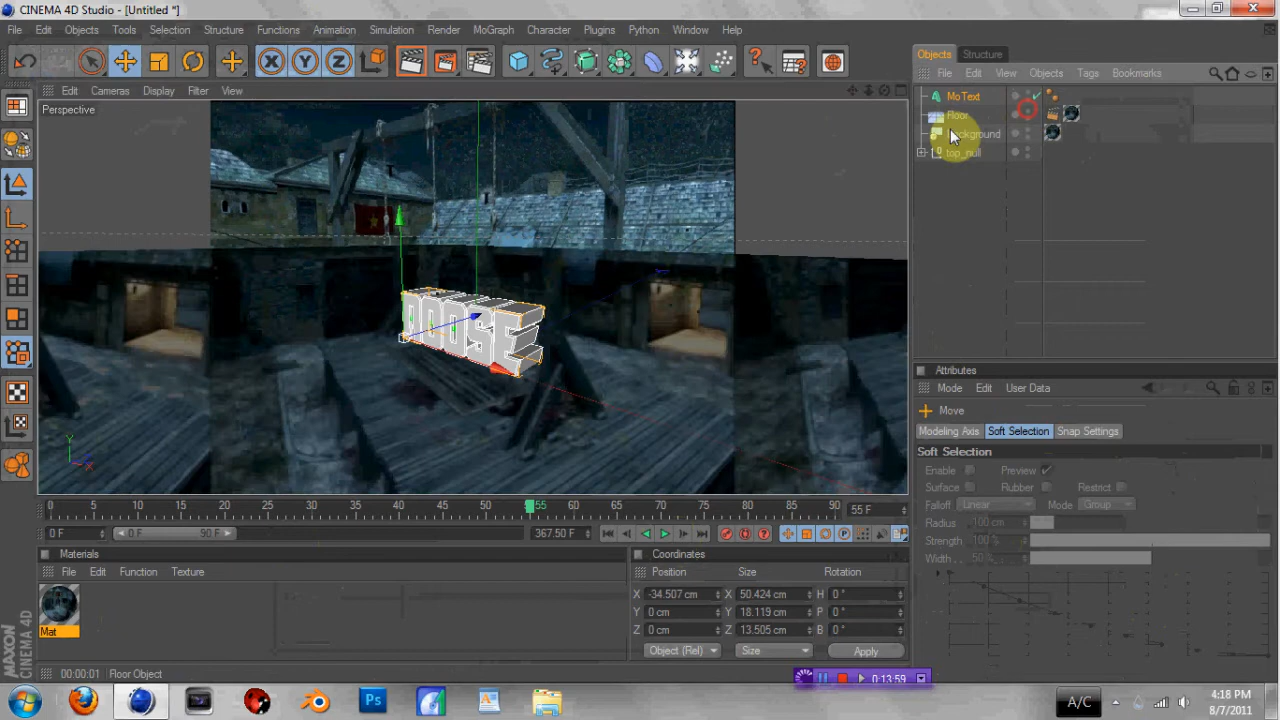 CINEMA 4D Studio - [Untitled *]
File Edit Objects Tools Selection Structure Functions Animation Simulation Render MoGraph Character Plugins Python Window Help
Edit Cameras Display Filter View
Perspective
Y
X
0 5 10 15 20 25 30 35 40 45 50 55 60 65 70 75 80 85 90 55 F
0 F 0 F 90 F 367.50 F
Materials
File Edit Function Texture
Mat
MAXON
CINEMA 4D
Coordinates
Position Size Rotation
X -34.507 cm X 50.424 cm H 0 °
Y 0 cm Y 18.119 cm P 0 °
Z 0 cm Z 13.505 cm B 0 °
Object (Rel) Size Apply
00:00:01 Floor Object
Objects Structure
File Edit View Objects Tags Bookmarks
MoText
Floor
Background
top_null
Attributes
Mode Edit User Data
Move
Modeling Axis Soft Selection Snap Settings
Soft Selection
Enable Preview
Surface Rubber Restrict
Falloff Linear Mode Group
Radius 100 cm
Strength 100 %
Width 50 %
0:13:59
Ps
A/C
4:18 PM
8/7/2011